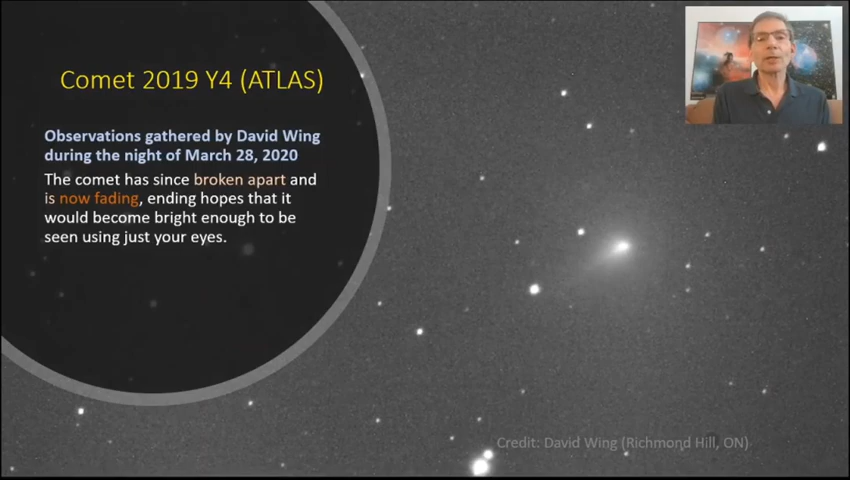 Comet 2019 Y4 (ATLAS)
Observations gathered by David Wing
during the night of March 28, 2020
The comet has since broken apart and
is now fading, ending hopes that it
would become bright enough to be
seen using just your eyes.
Credit: David Wing (Richmond Hill, ON)